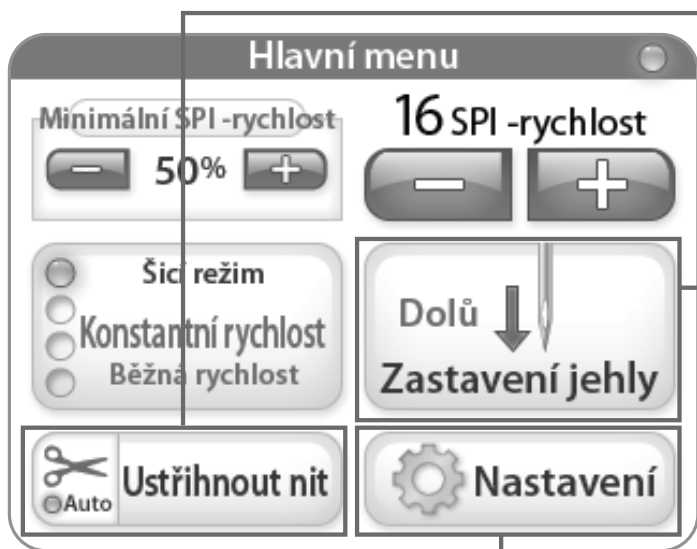 Hlavní menu
Minimální SPI -rychlost
50%
16 SPI -rychlost
Šicí režim
Konstantní rychlost
Běžná rychlost
Dolů
Zastavení jehly
Auto
Ustřihnout nit
Nastavení